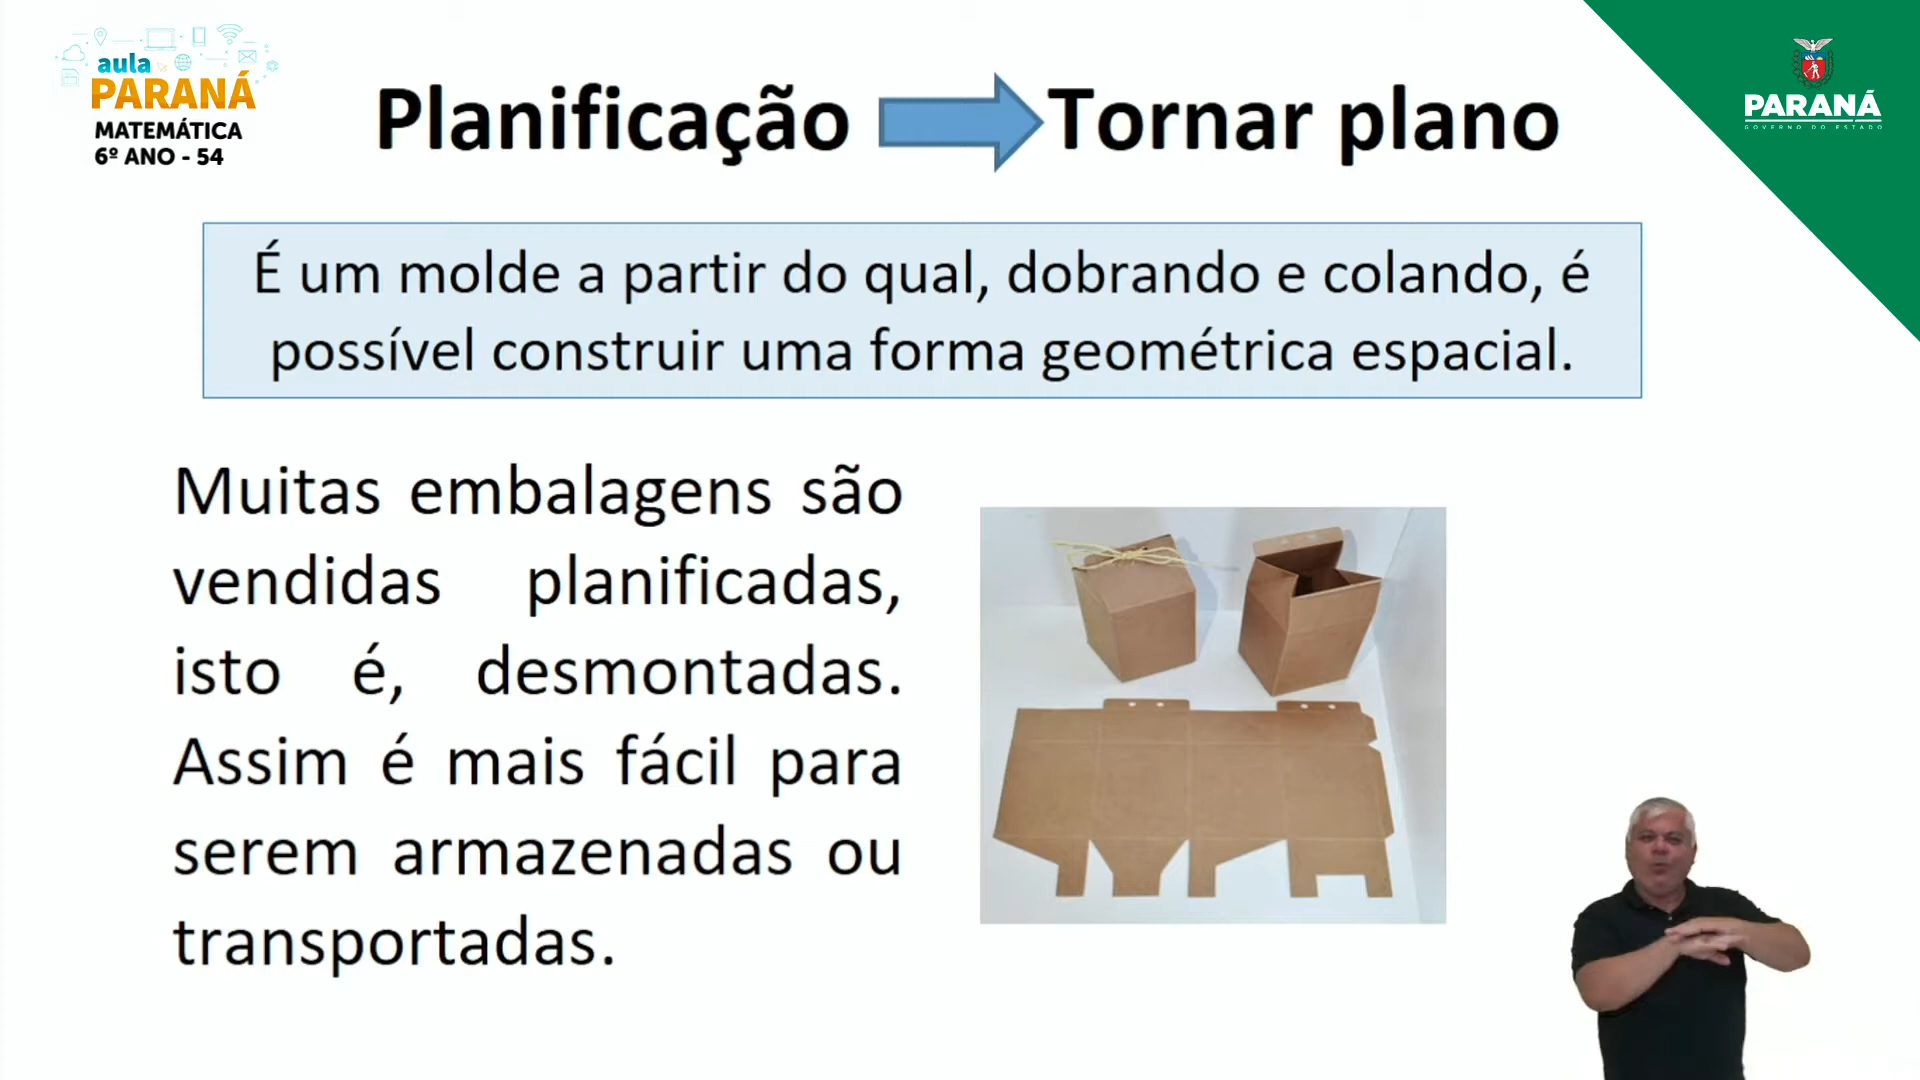 aula
PARANÁ
MATEMÁTICA
6º ANO - 54
Planificação Tornar plano
PARANÁ
GOVERNO DO ESTADO
É um molde a partir do qual, dobrando e colando, é
possível construir uma forma geométrica espacial.
Muitas embalagens são
vendidas planificadas,
isto é, desmontadas.
Assim é mais fácil para
serem armazenadas ou
transportadas.